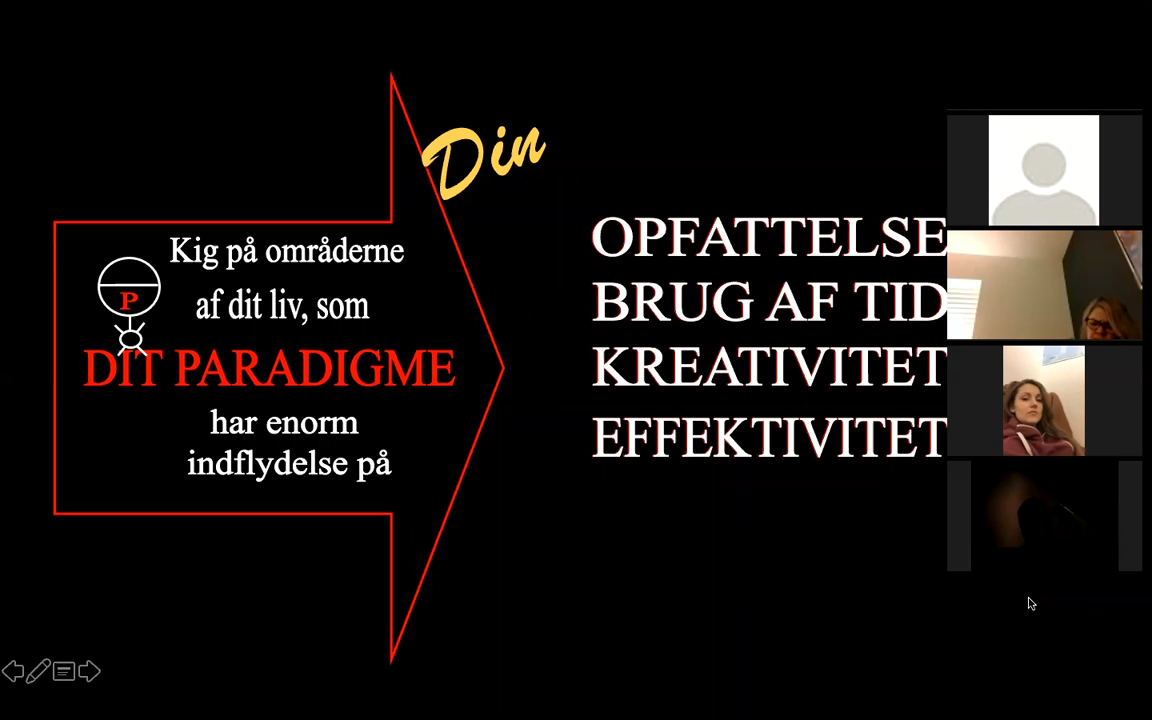 Din
Kig på områderne
af dit liv, som
P
DIT PARADIGME
har enorm
indflydelse på
OPFATTELSE
BRUG AF TID
KREATIVITET
EFFEKTIVITET